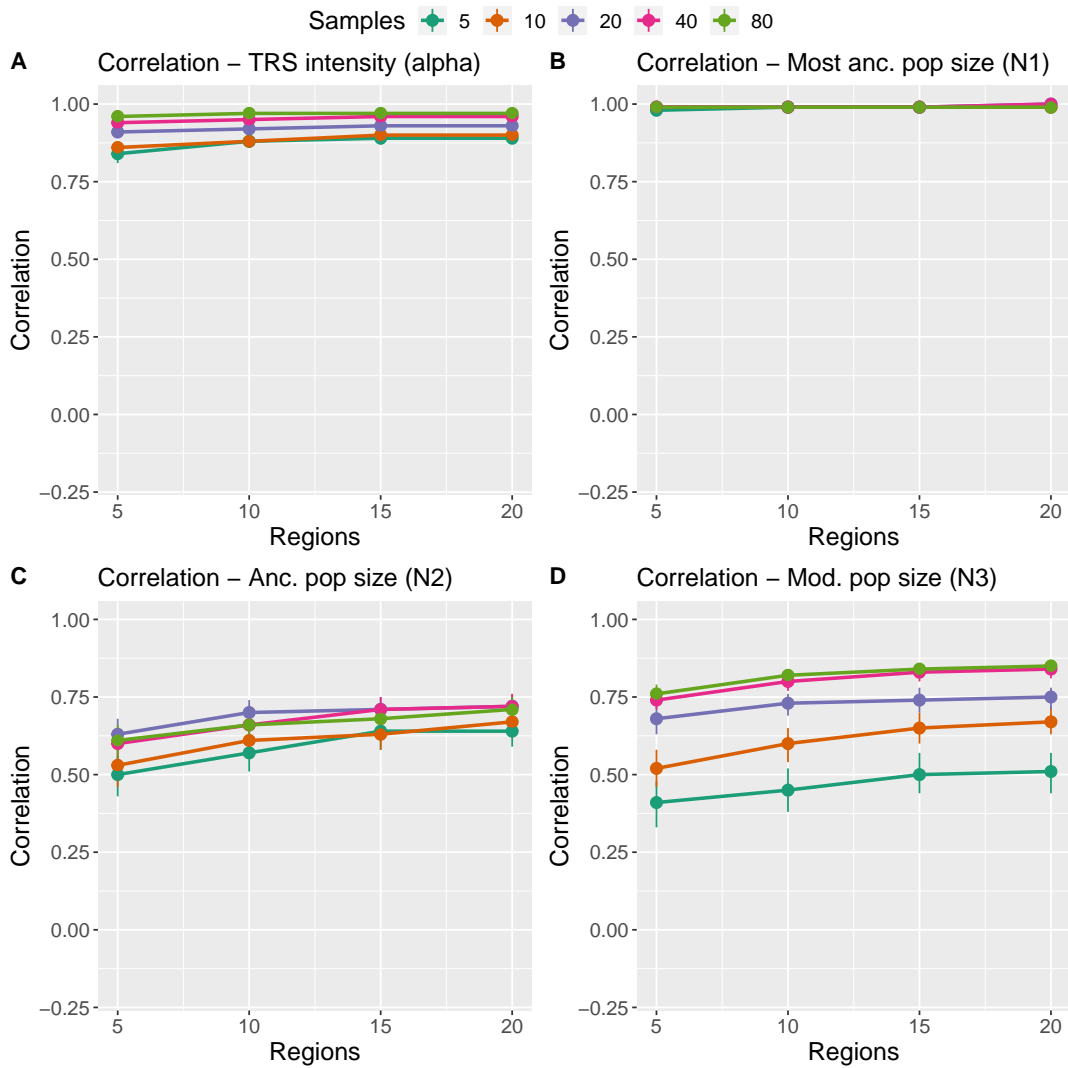 Samples 5 10 20 40 80
A Correlation − TRS intensity (alpha)
1.00
0.75
0.50
0.25
0.00
−0.25
Correlation
5 10 15 20
Regions
B Correlation − Most anc. pop size (N1)
1.00
0.75
0.50
0.25
0.00
−0.25
Correlation
5 10 15 20
Regions
C Correlation − Anc. pop size (N2)
1.00
0.75
0.50
0.25
0.00
−0.25
Correlation
5 10 15 20
Regions
D Correlation − Mod. pop size (N3)
1.00
0.75
0.50
0.25
0.00
−0.25
Correlation
5 10 15 20
Regions